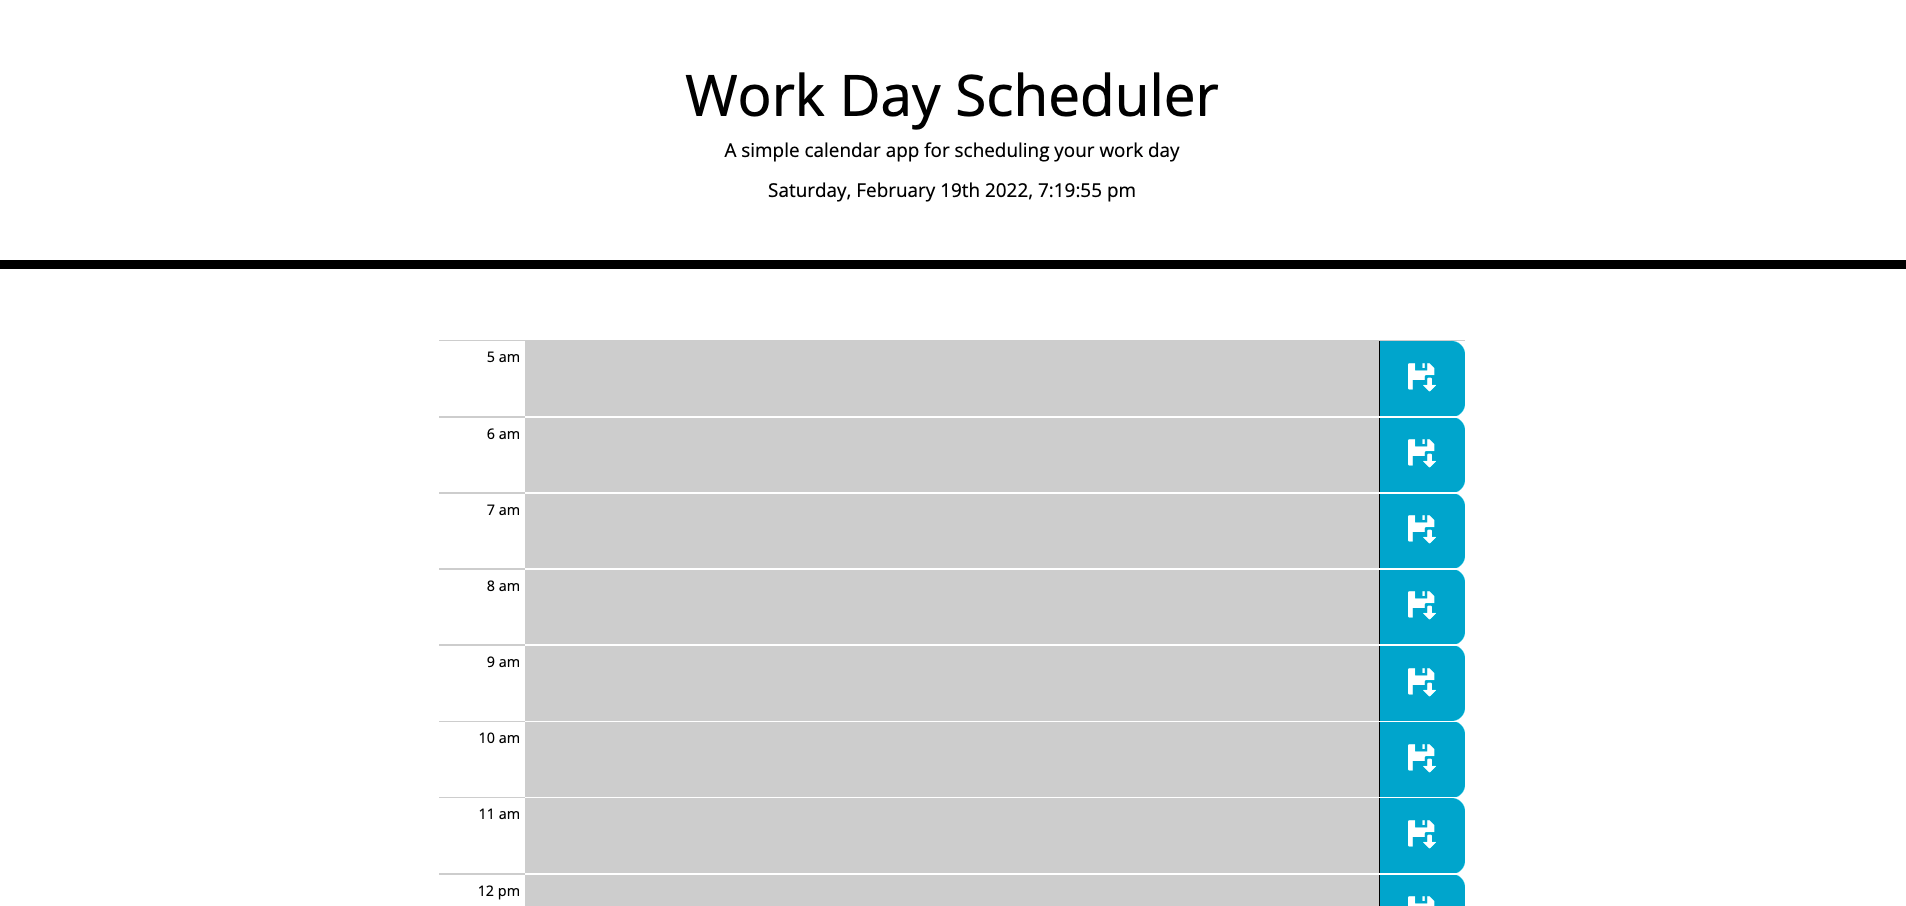 Work Day Scheduler
A simple calendar app for scheduling your work day
Saturday, February 19th 2022, 7:19:55 pm
5 am
6 am
7 am
8 am
9 am
10 am
11 am
12 pm